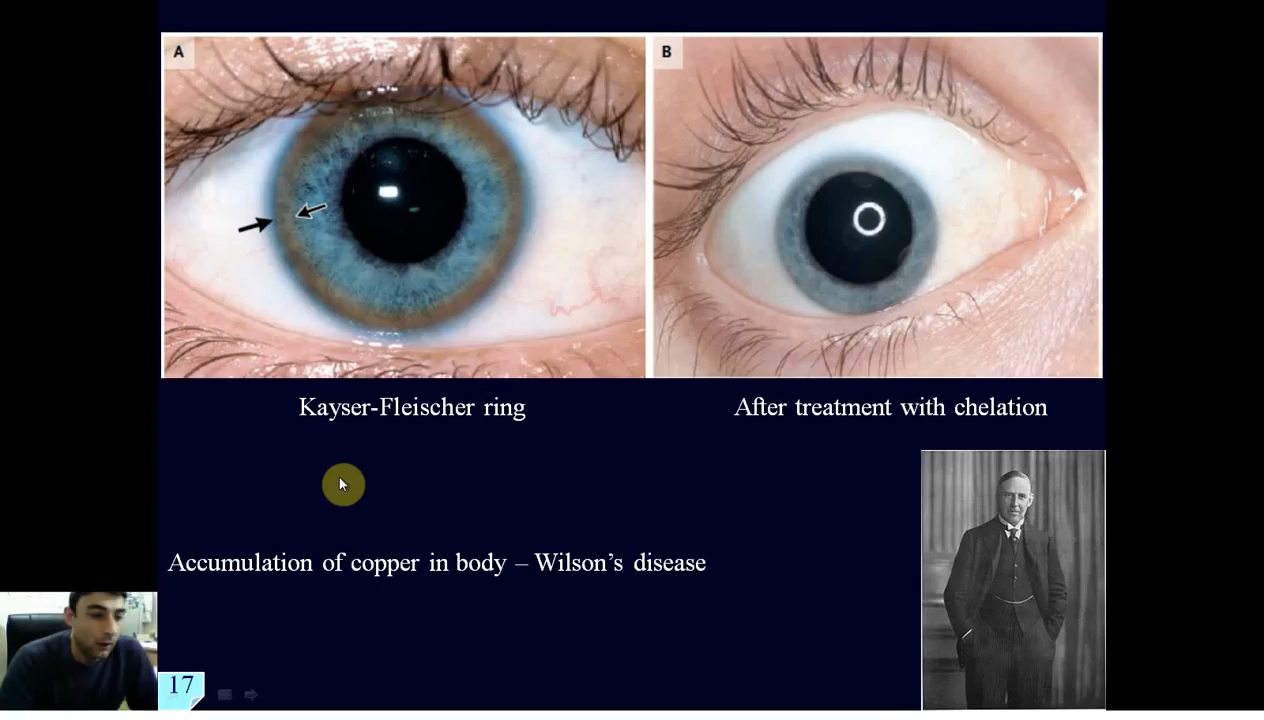 A
B
Kayser-Fleischer ring
After treatment with chelation
Accumulation of copper in body – Wilson’s disease
17